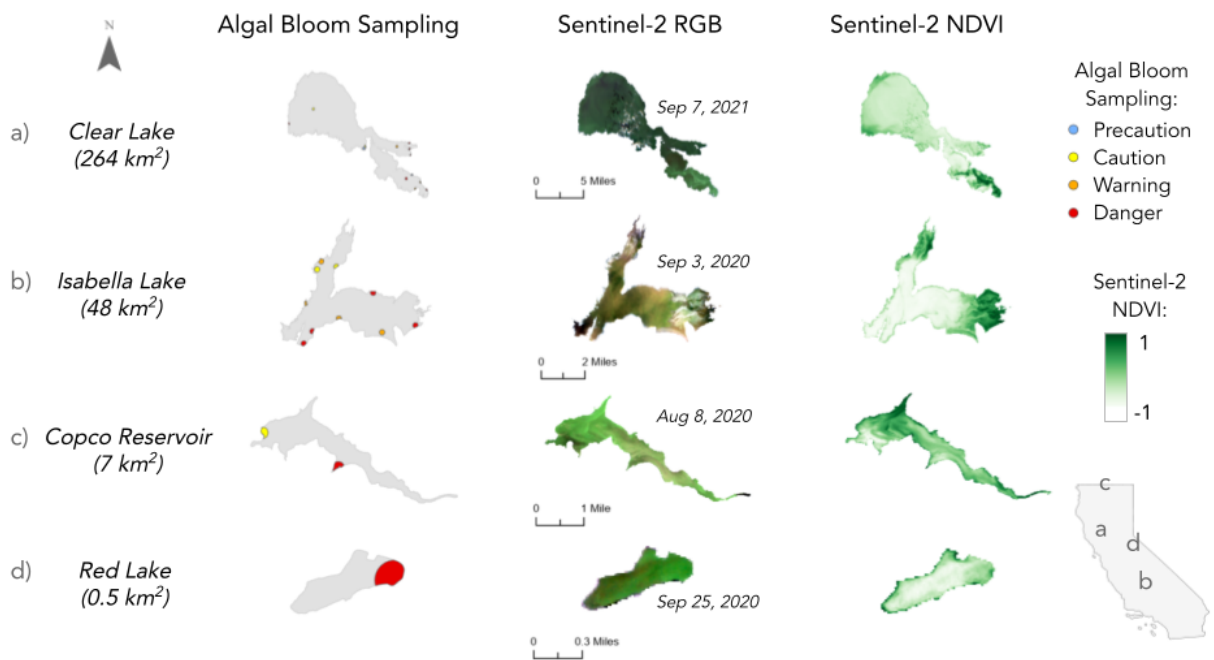 N
Algal Bloom Sampling
Sentinel-2 RGB
Sentinel-2 NDVI
a)
Clear Lake
(264 km²)
Sep 7, 2021
0 5 Miles
b)
Isabella Lake
(48 km²)
Sep 3, 2020
0 2 Miles
c)
Copco Reservoir
(7 km²)
Aug 8, 2020
0 1 Mile
d)
Red Lake
(0.5 km²)
Sep 25, 2020
0 0.3 Miles
Algal Bloom
Sampling:
Precaution
Caution
Warning
Danger
Sentinel-2
NDVI:
1
-1
c
a
d
b